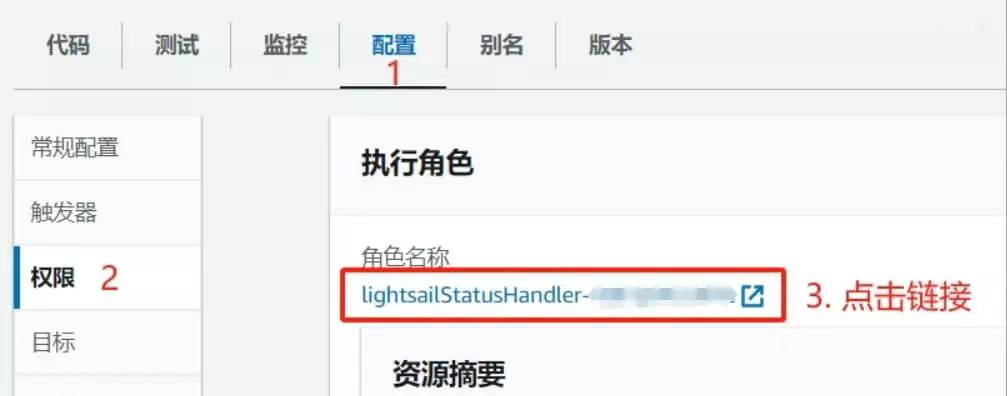 代码 测试 监控 配置 别名 版本
1
常规配置
触发器
权限 2
目标
执行角色
角色名称
lightsailStatusHandler-
3. 点击链接
资源摘要